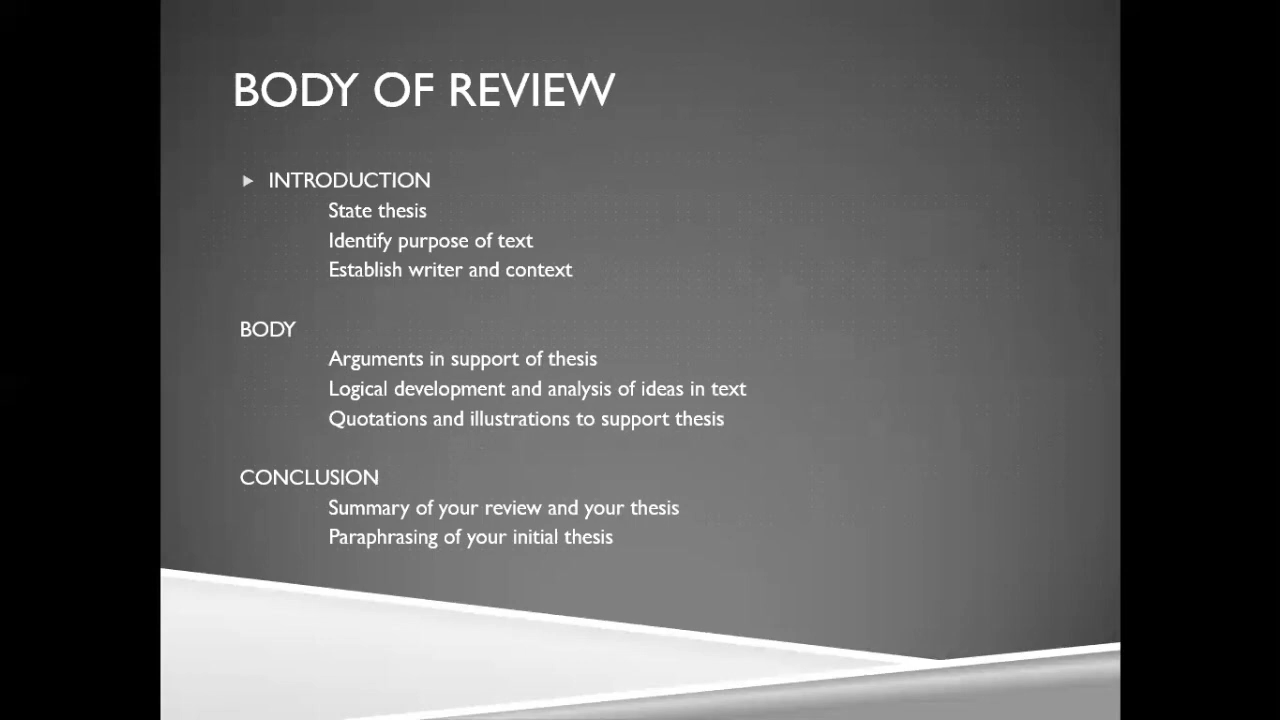 BODY OF REVIEW
INTRODUCTION
State thesis
Identify purpose of text
Establish writer and context
BODY
Arguments in support of thesis
Logical development and analysis of ideas in text
Quotations and illustrations to support thesis
CONCLUSION
Summary of your review and your thesis
Paraphrasing of your initial thesis